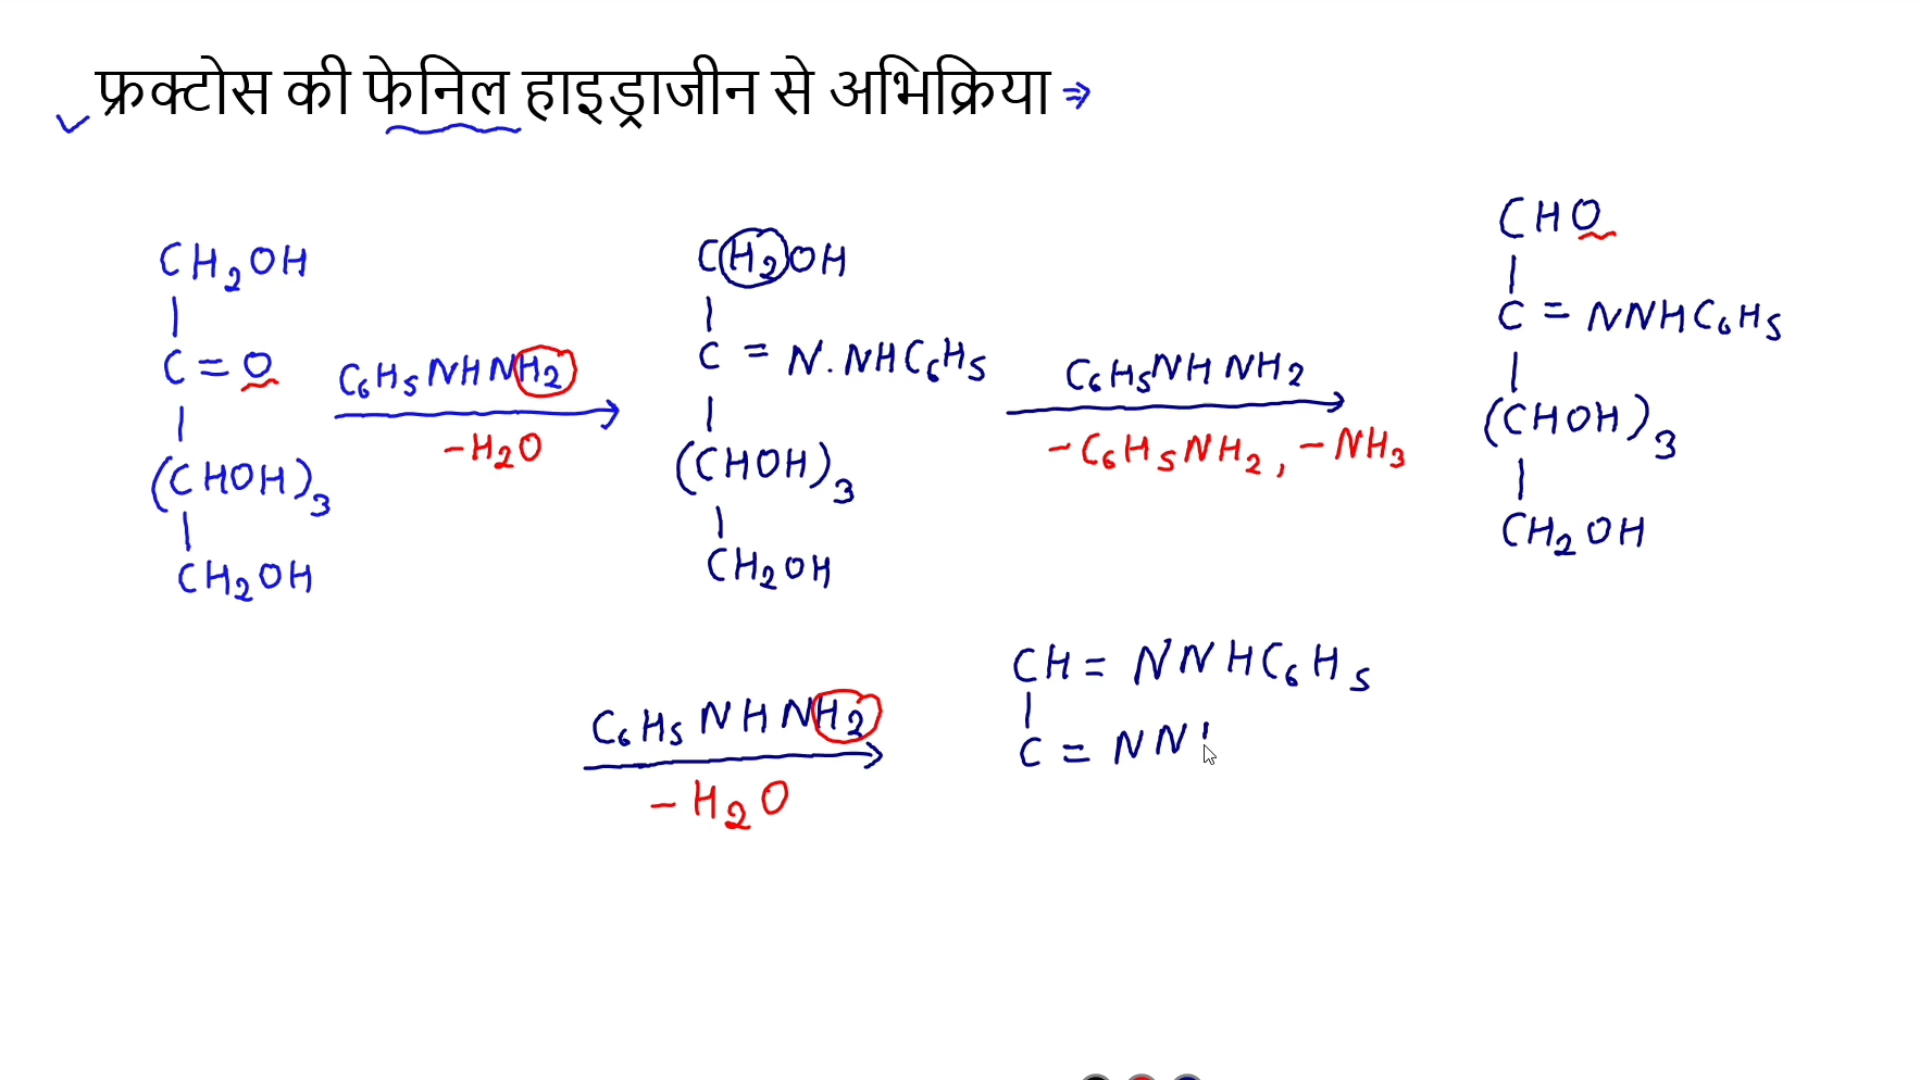 फ्रक्टोस की फेनिल हाइड्राजीन से अभिक्रिया ⇒
CH2OH
|
C = O
|
(CHOH)3
|
CH2OH
C6H5NHNH2
-H2O
CH2OH
|
C = N.NHC6H5
|
(CHOH)3
|
CH2OH
C6H5NHNH2
-C6H5NH2, -NH3
CHO
|
C = NNHC6H5
|
(CHOH)3
|
CH2OH
C6H5NHNH2
-H2O
CH = NNHC6H5
|
C = NN